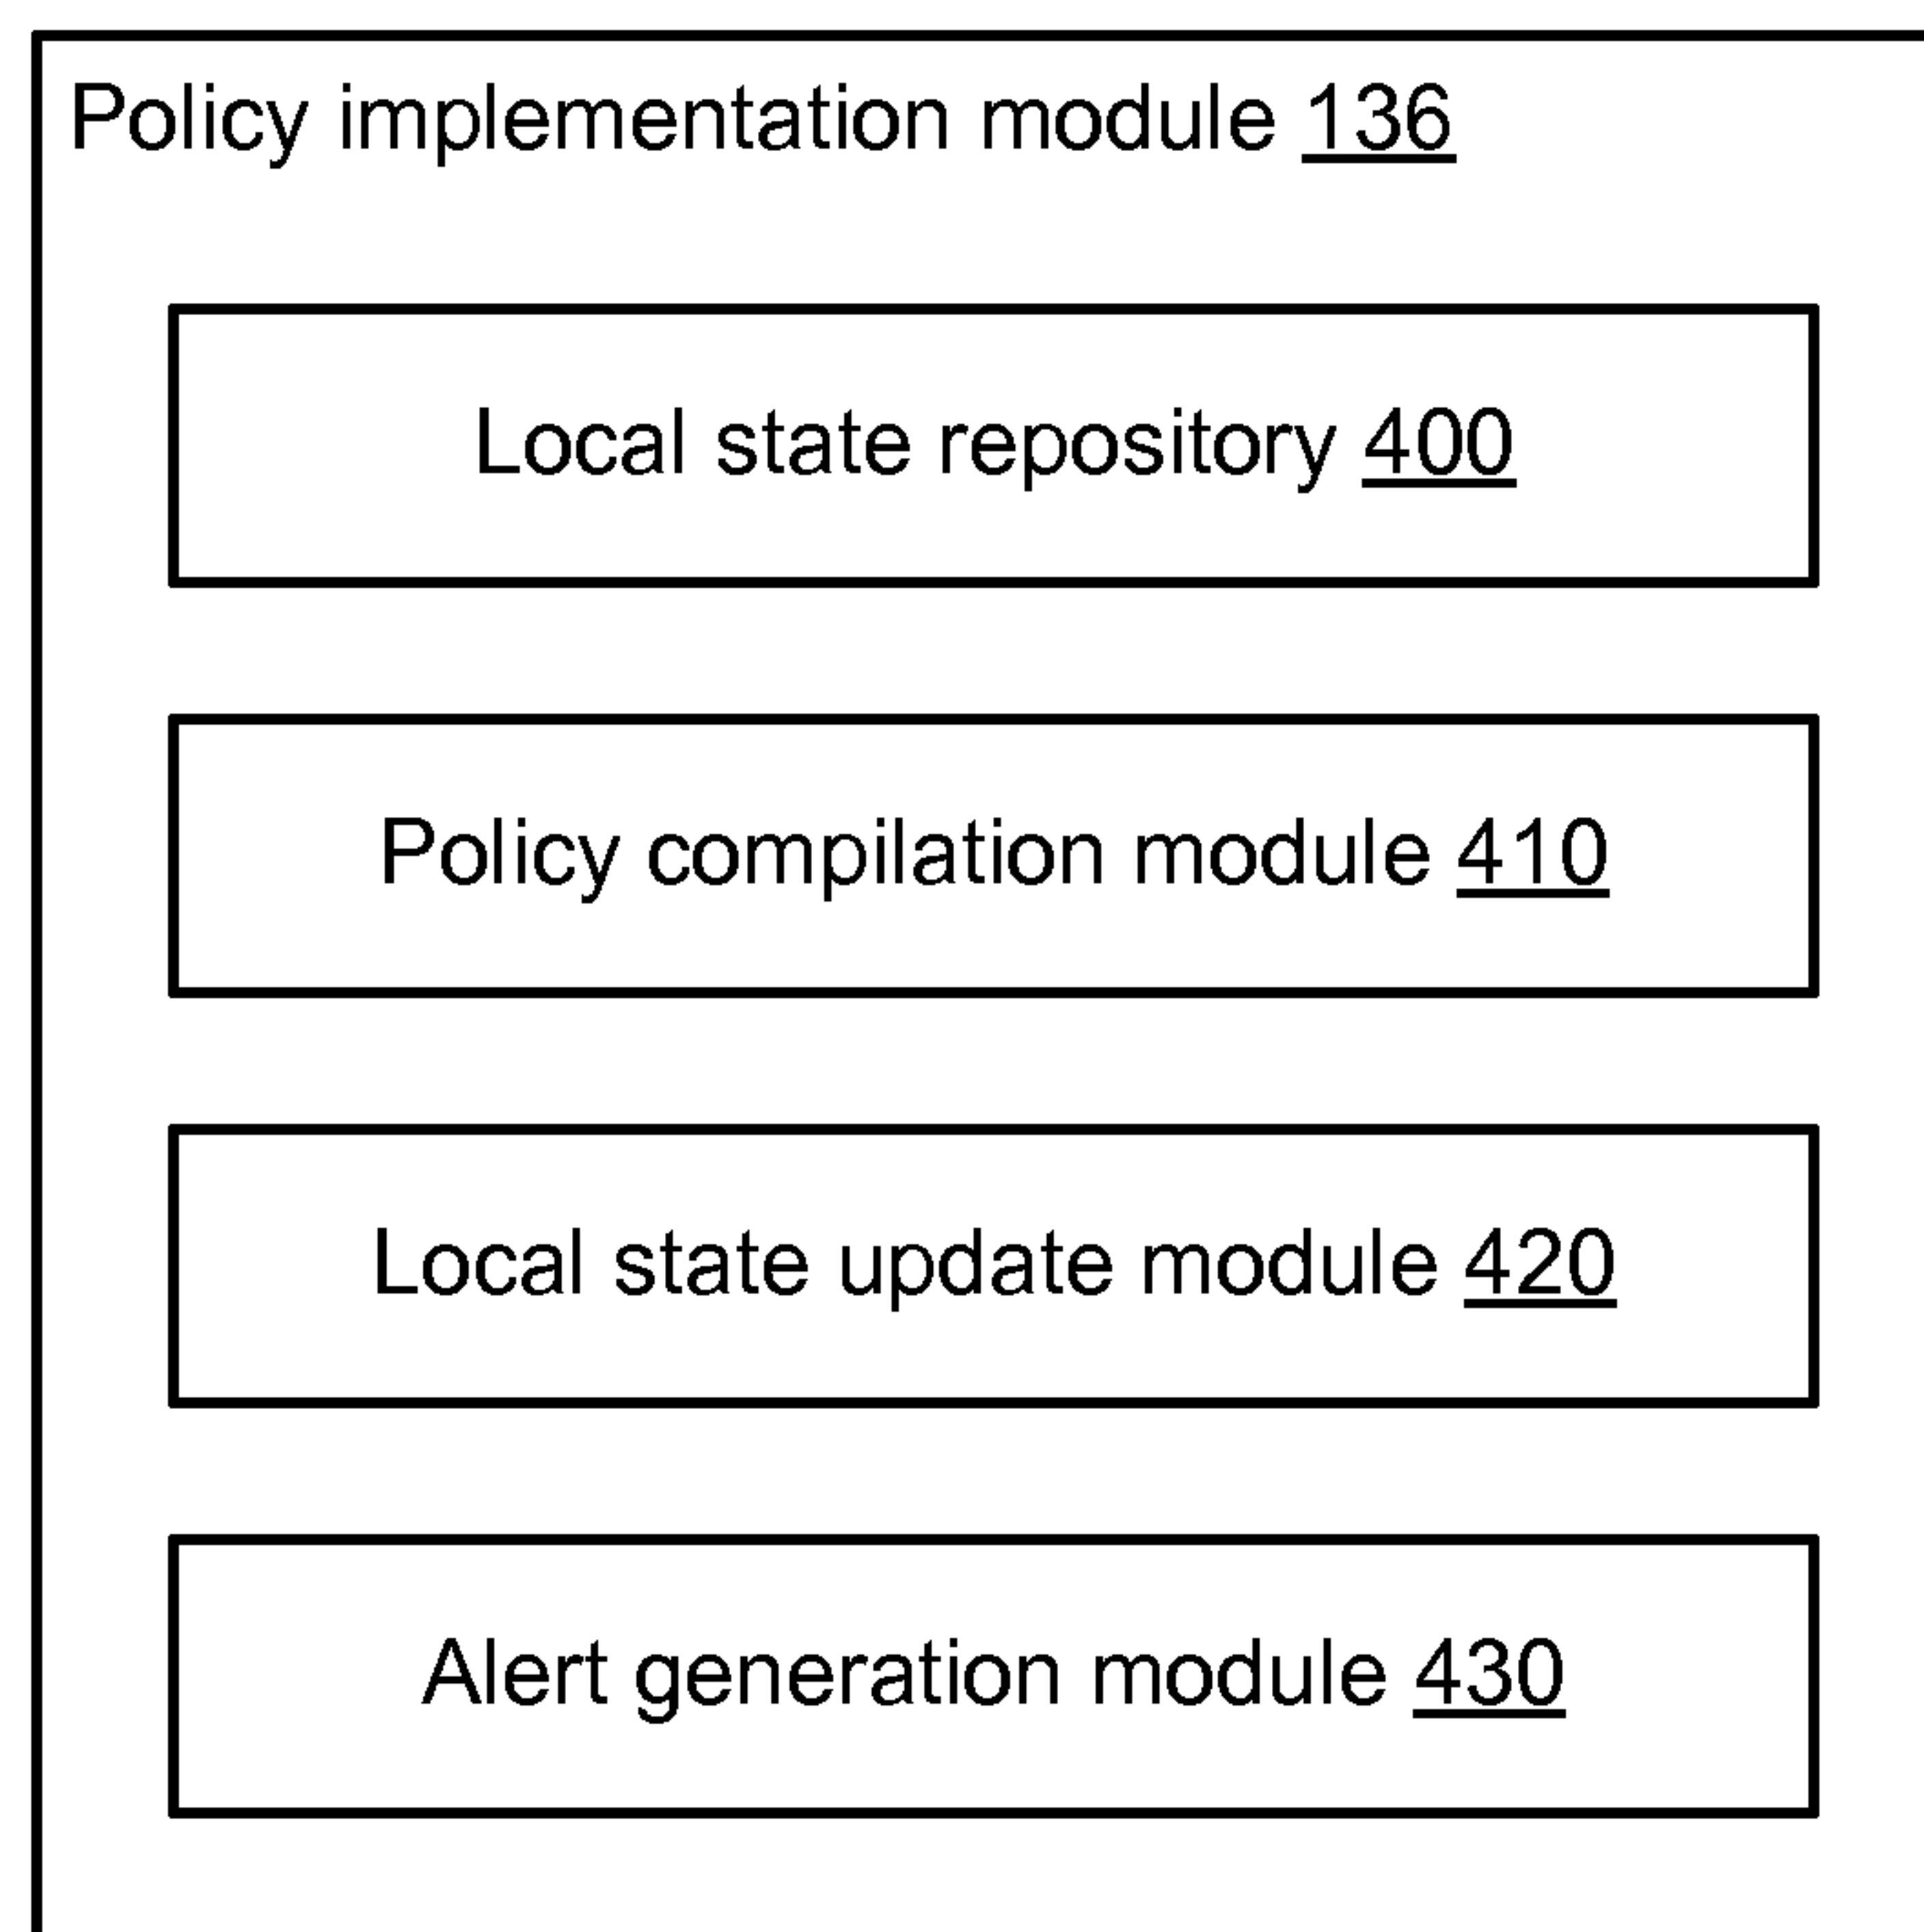 Policy implementation module 136
Local state repository 400
Policy compilation module 410
Local state update module 420
Alert generation module 430